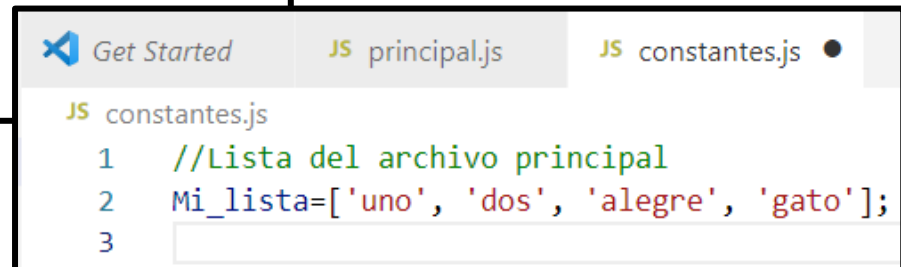 Get Started JS principal.js JS constantes.js
JS constantes.js
1 //Lista del archivo principal
2 Mi_lista=['uno', 'dos', 'alegre', 'gato'];
3